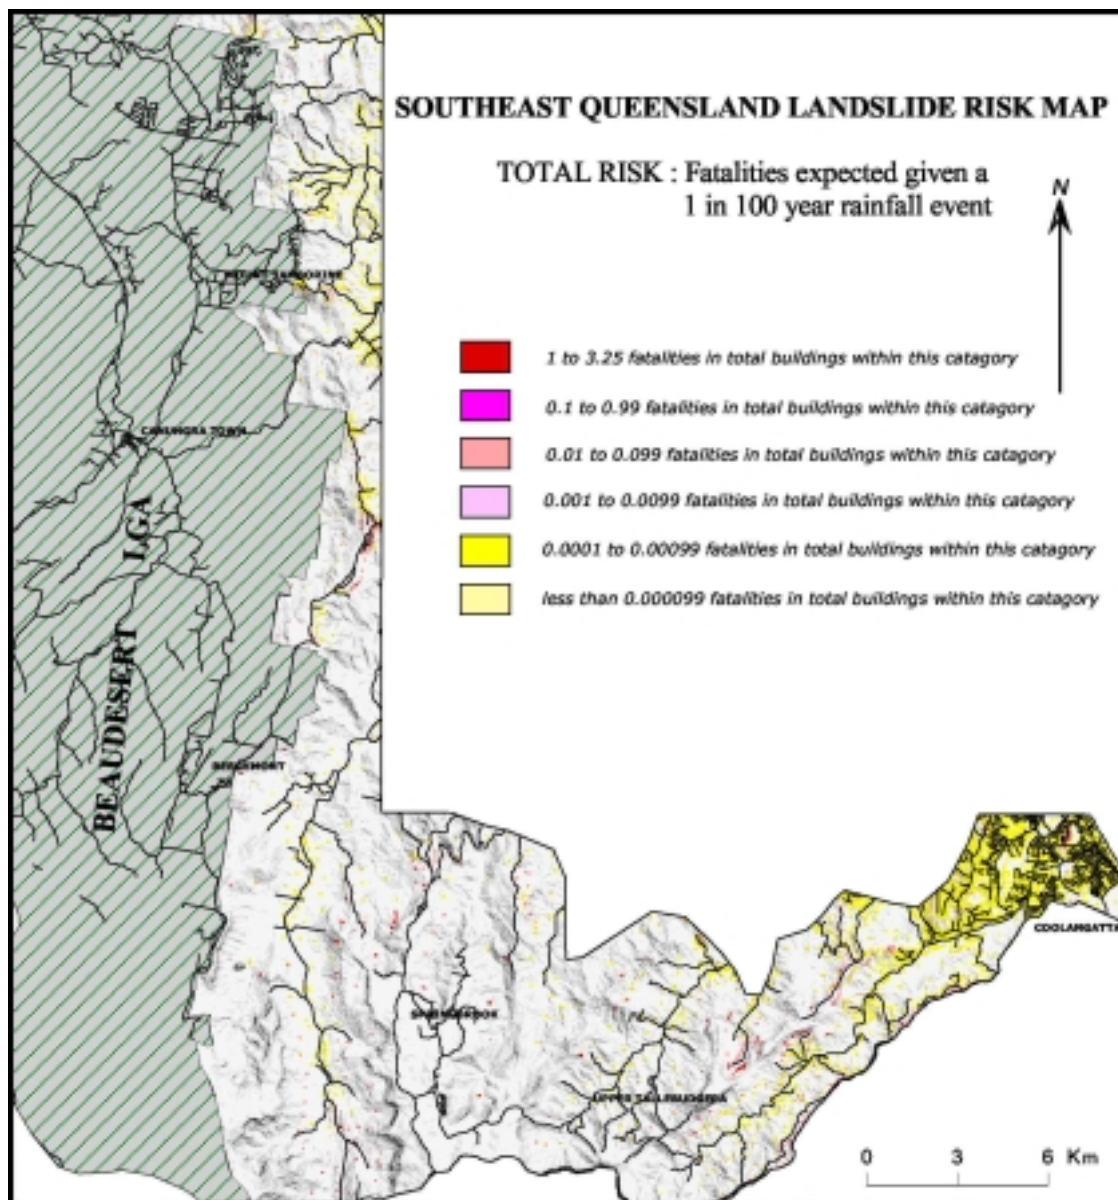 SOUTHEAST QUEENSLAND LANDSLIDE RISK MAP
TOTAL RISK : Fatalities expected given a
1 in 100 year rainfall event
N
1 to 3.25 fatalities in total buildings within this catagory
0.1 to 0.99 fatalities in total buildings within this catagory
0.01 to 0.099 fatalities in total buildings within this catagory
0.001 to 0.0099 fatalities in total buildings within this catagory
0.0001 to 0.00099 fatalities in total buildings within this catagory
less than 0.000099 fatalities in total buildings within this catagory
MOUNT TAMBORINE
CANUNGRA TOWN
BEAUDESERT LGA
BEECHMONT
COOLANGATTA
SPRINGBROOK
UPPER TALLEBUDGERA
0 3 6 Km